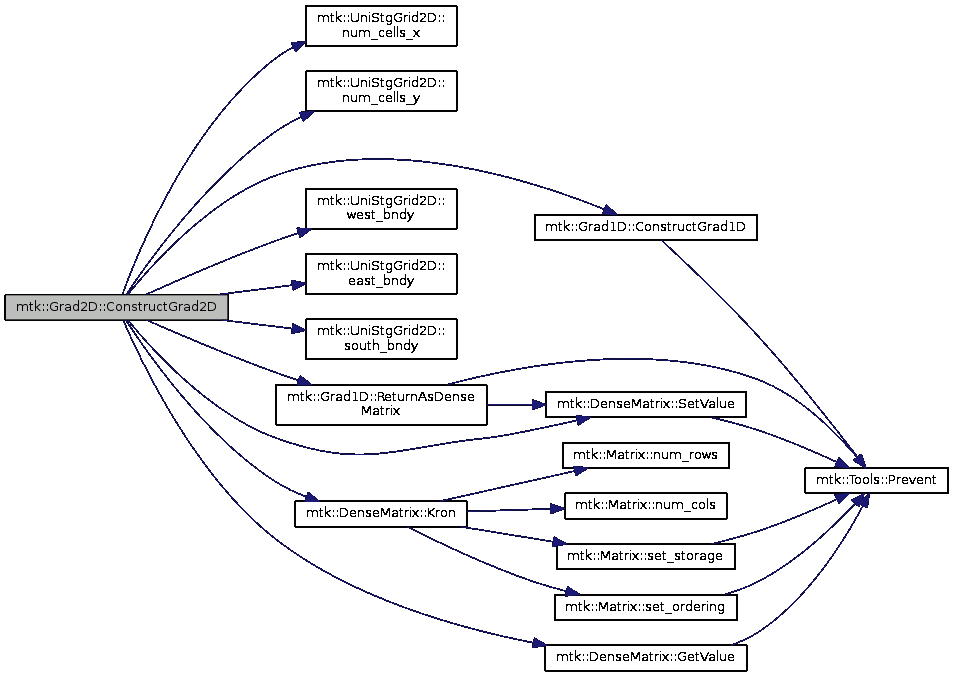 mtk::UniStgGrid2D::
num_cells_x
mtk::UniStgGrid2D::
num_cells_y
mtk::UniStgGrid2D::
west_bndy
mtk::Grad1D::ConstructGrad1D
mtk::UniStgGrid2D::
east_bndy
mtk::Grad2D::ConstructGrad2D
mtk::UniStgGrid2D::
south_bndy
mtk::Grad1D::ReturnAsDense
Matrix
mtk::DenseMatrix::SetValue
mtk::Matrix::num_rows
mtk::Tools::Prevent
mtk::Matrix::num_cols
mtk::DenseMatrix::Kron
mtk::Matrix::set_storage
mtk::Matrix::set_ordering
mtk::DenseMatrix::GetValue